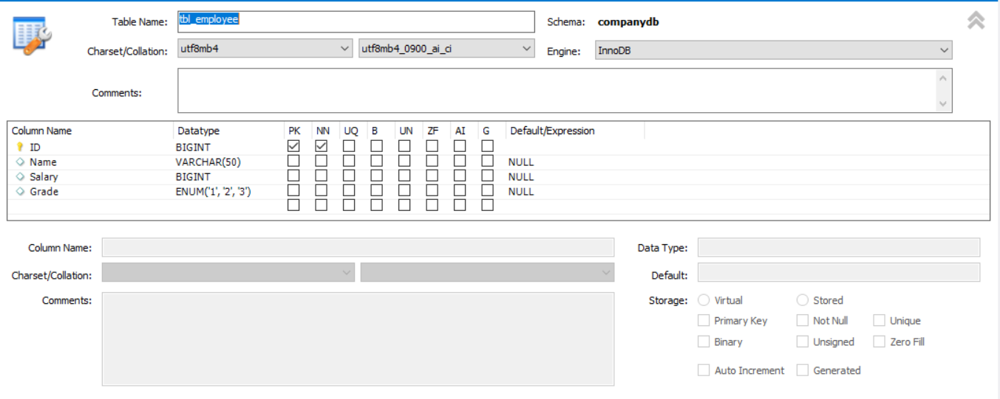 Table Name: tbl_employee Schema: companydb
Charset/Collation: utf8mb4 utf8mb4_0900_ai_ci Engine: InnoDB
Comments:
Column Name Datatype PK NN UQ B UN ZF AI G Default/Expression
ID BIGINT
Name VARCHAR(50) NULL
Salary BIGINT NULL
Grade ENUM('1', '2', '3') NULL
Column Name: Data Type:
Charset/Collation: Default:
Comments: Storage: Virtual Stored
Primary Key Not Null Unique
Binary Unsigned Zero Fill
Auto Increment Generated